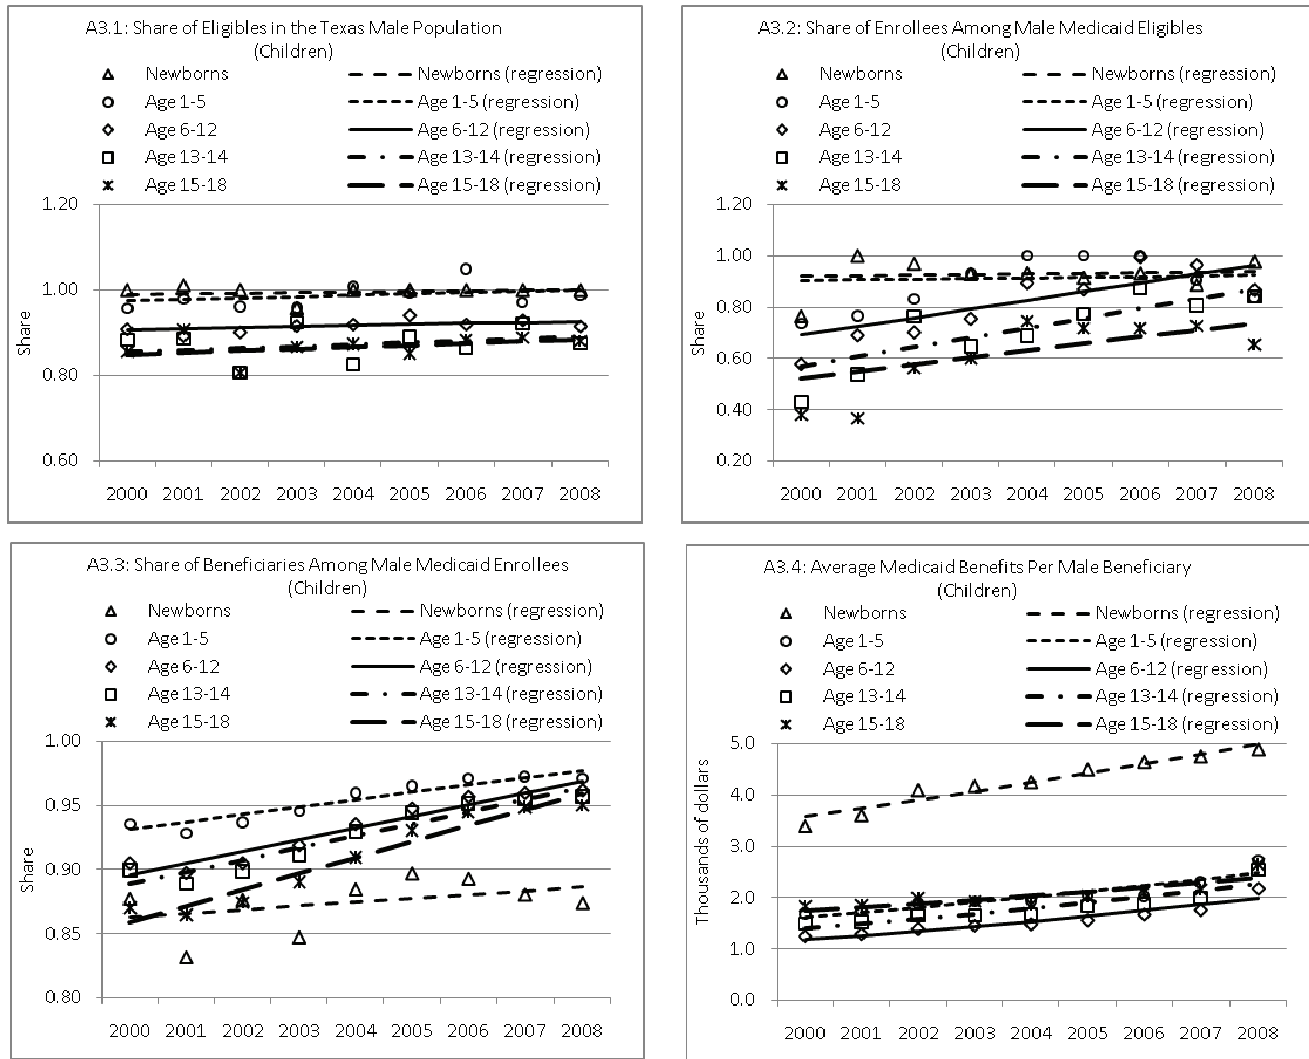 A3.1: Share of Eligibles in the Texas Male Population
(Children)
Newborns
Newborns (regression)
Age 1-5
Age 1-5 (regression)
Age 6-12
Age 6-12 (regression)
Age 13-14
Age 13-14 (regression)
Age 15-18
Age 15-18 (regression)
Share
1.20
1.00
0.80
0.60
2000 2001 2002 2003 2004 2005 2006 2007 2008
A3.2: Share of Enrollees Among Male Medicaid Eligibles
(Children)
Newborns
Newborns (regression)
Age 1-5
Age 1-5 (regression)
Age 6-12
Age 6-12 (regression)
Age 13-14
Age 13-14 (regression)
Age 15-18
Age 15-18 (regression)
Share
1.20
1.00
0.80
0.60
0.40
0.20
2000 2001 2002 2003 2004 2005 2006 2007 2008
A3.3: Share of Beneficiaries Among Male Medicaid Enrollees
(Children)
Newborns
Newborns (regression)
Age 1-5
Age 1-5 (regression)
Age 6-12
Age 6-12 (regression)
Age 13-14
Age 13-14 (regression)
Age 15-18
Age 15-18 (regression)
Share
1.00
0.95
0.90
0.85
0.80
2000 2001 2002 2003 2004 2005 2006 2007 2008
A3.4: Average Medicaid Benefits Per Male Beneficiary
(Children)
Newborns
Newborns (regression)
Age 1-5
Age 1-5 (regression)
Age 6-12
Age 6-12 (regression)
Age 13-14
Age 13-14 (regression)
Age 15-18
Age 15-18 (regression)
Thousands of dollars
5.0
4.0
3.0
2.0
1.0
0.0
2000 2001 2002 2003 2004 2005 2006 2007 2008